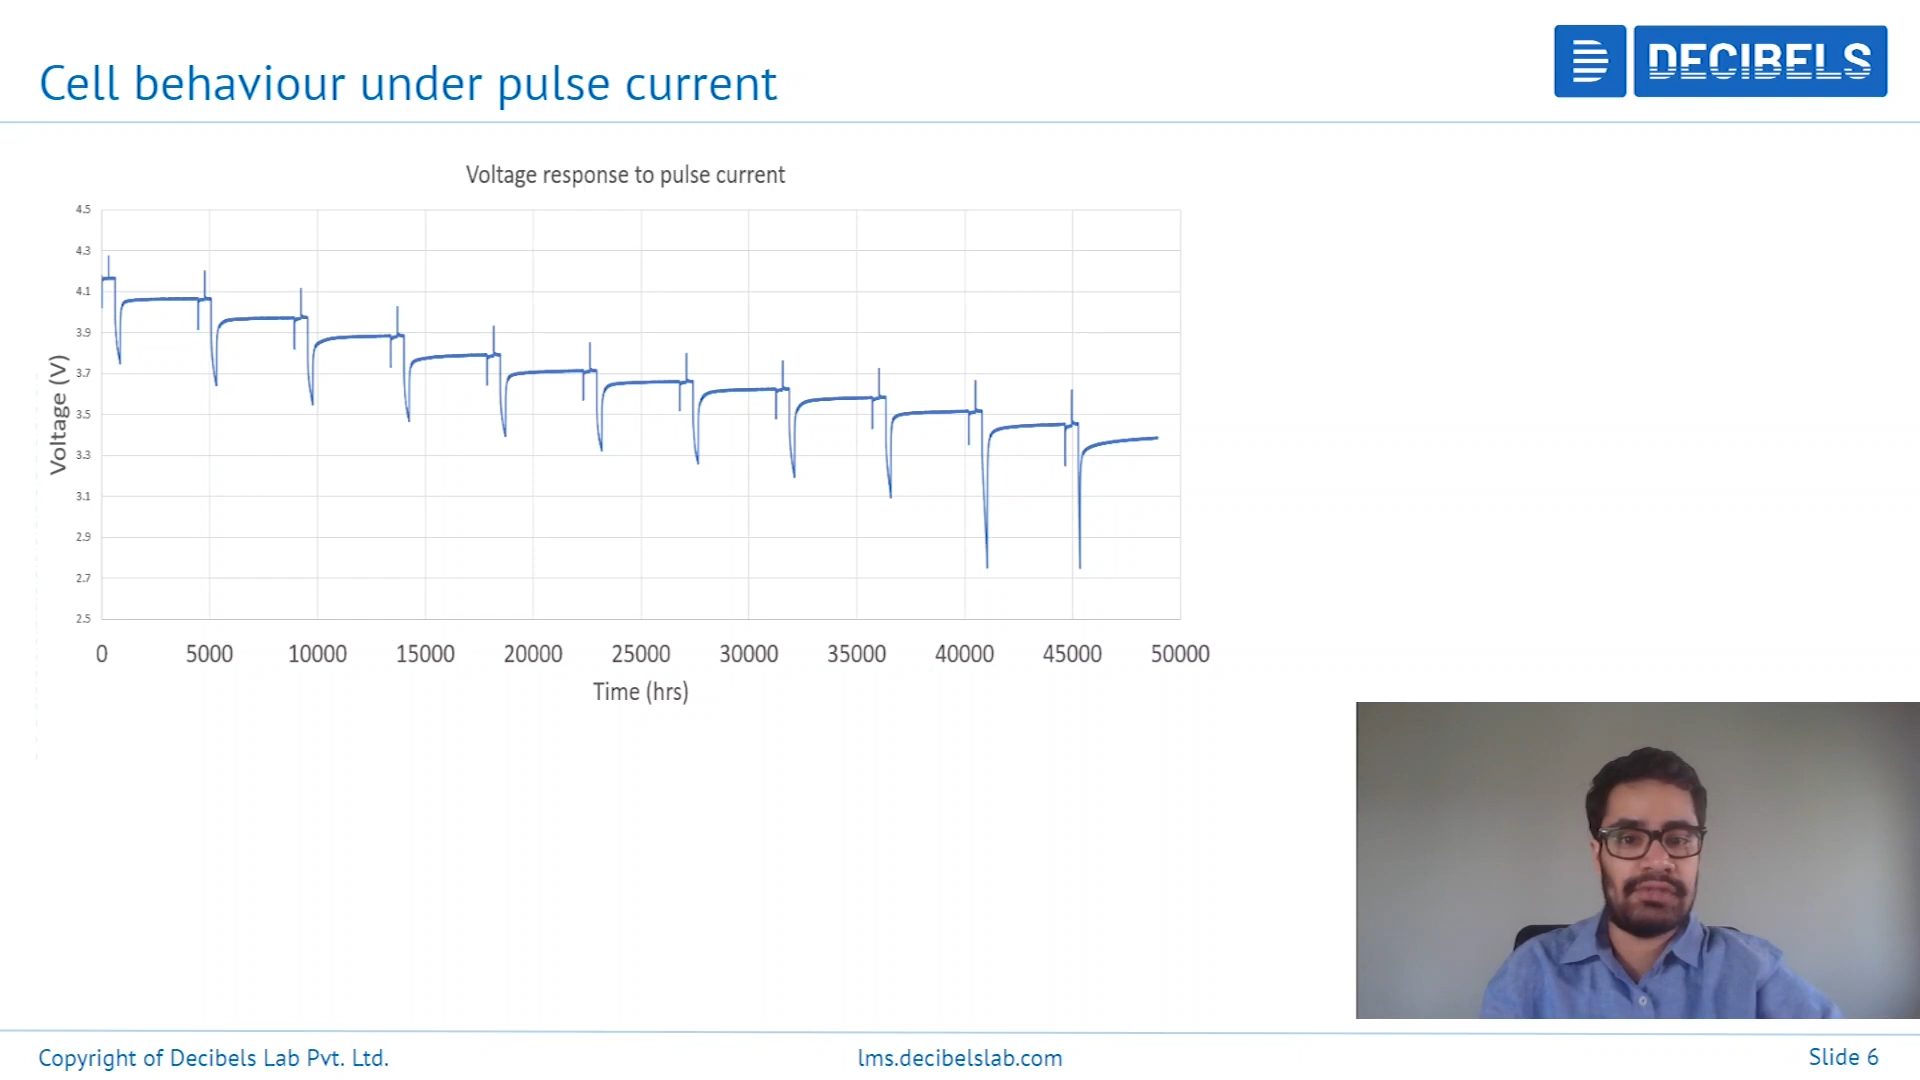 Cell behaviour under pulse current
DECIBELS
Voltage response to pulse current
Voltage (V)
4.5
4.3
4.1
3.9
3.7
3.5
3.3
3.1
2.9
2.7
2.5
0 5000 10000 15000 20000 25000 30000 35000 40000 45000 50000
Time (hrs)
Copyright of Decibels Lab Pvt. Ltd. lms.decibelslab.com Slide 6